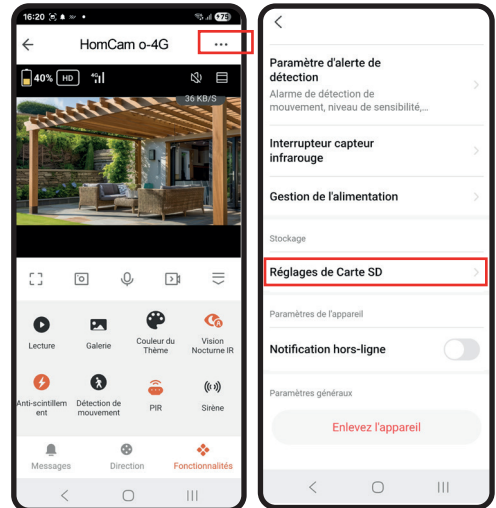 16:20
75
HomCam o-4G
40% HD 4G
36 KB/S
Lecture
Galerie
Couleur du
Thème
Vision
Nocturne IR
Anti-scintillem
ent
Détection de
mouvement
PIR
Sirène
Messages
Direction
Fonctionnalités
Paramètre d'alerte de
détection
Alarme de détection de
mouvement, niveau de sensibilité,...
Interrupteur capteur
infrarouge
Gestion de l'alimentation
Stockage
Réglages de Carte SD
Paramètres de l'appareil
Notification hors-ligne
Paramètres généraux
Enlevez l'appareil